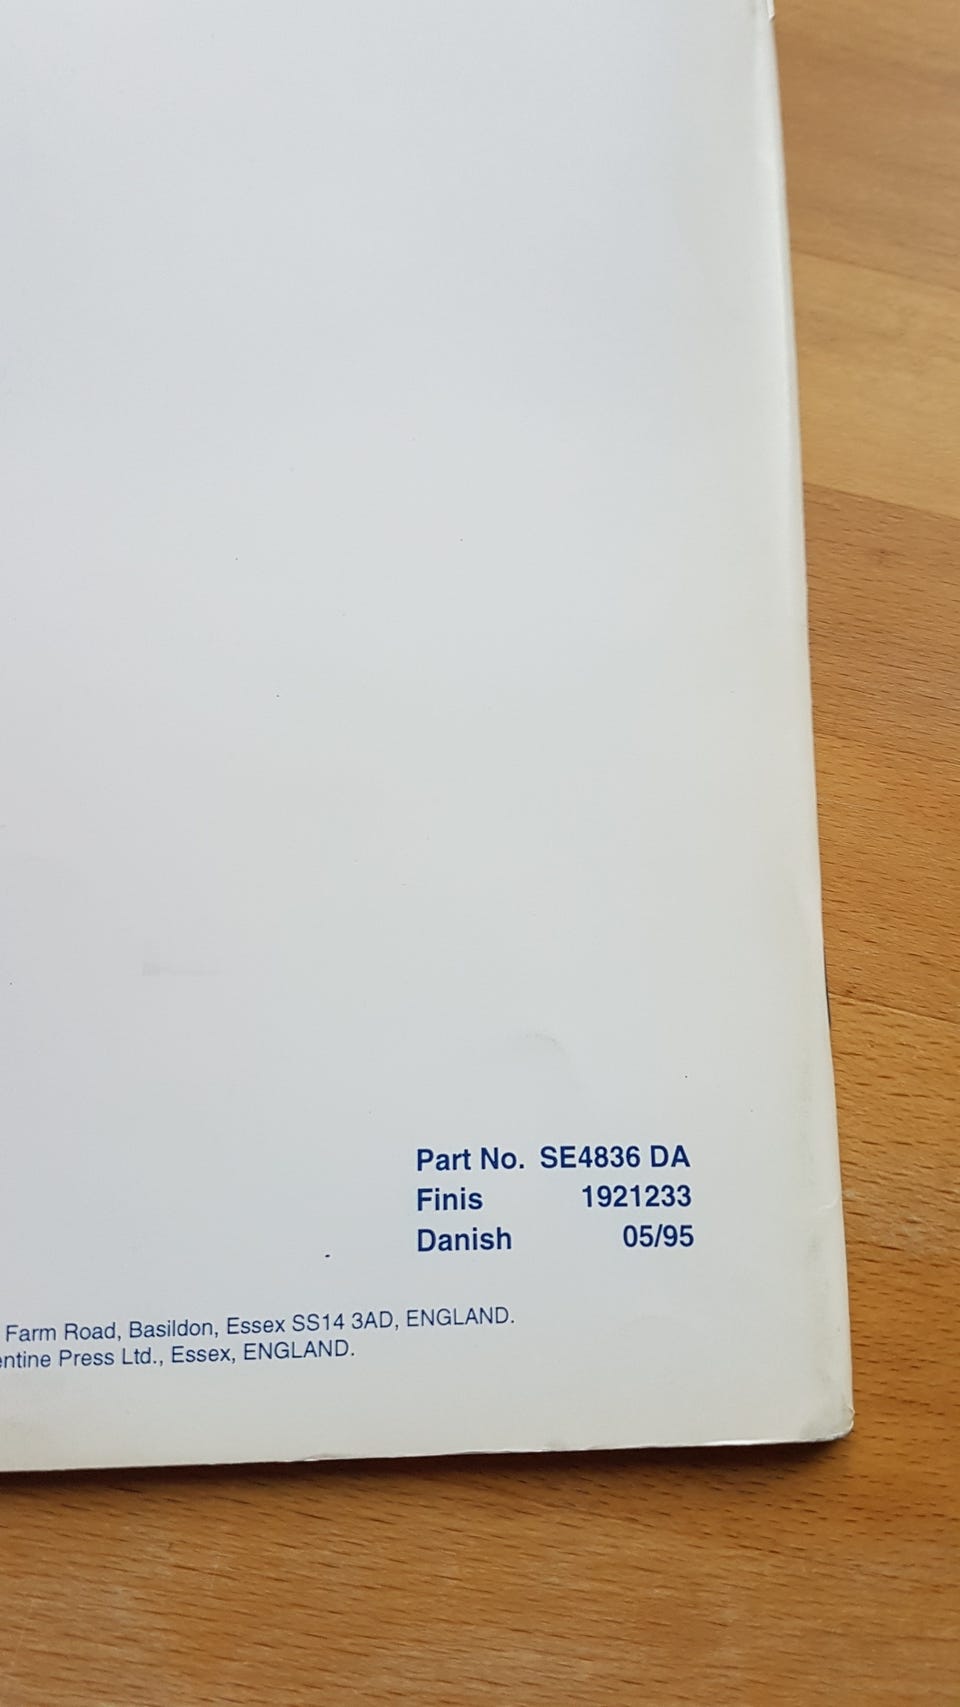 Part No. SE4836 DA
Finis 1921233
Danish 05/95
Farm Road, Basildon, Essex SS14 3AD, ENGLAND.
entine Press Ltd., Essex, ENGLAND.